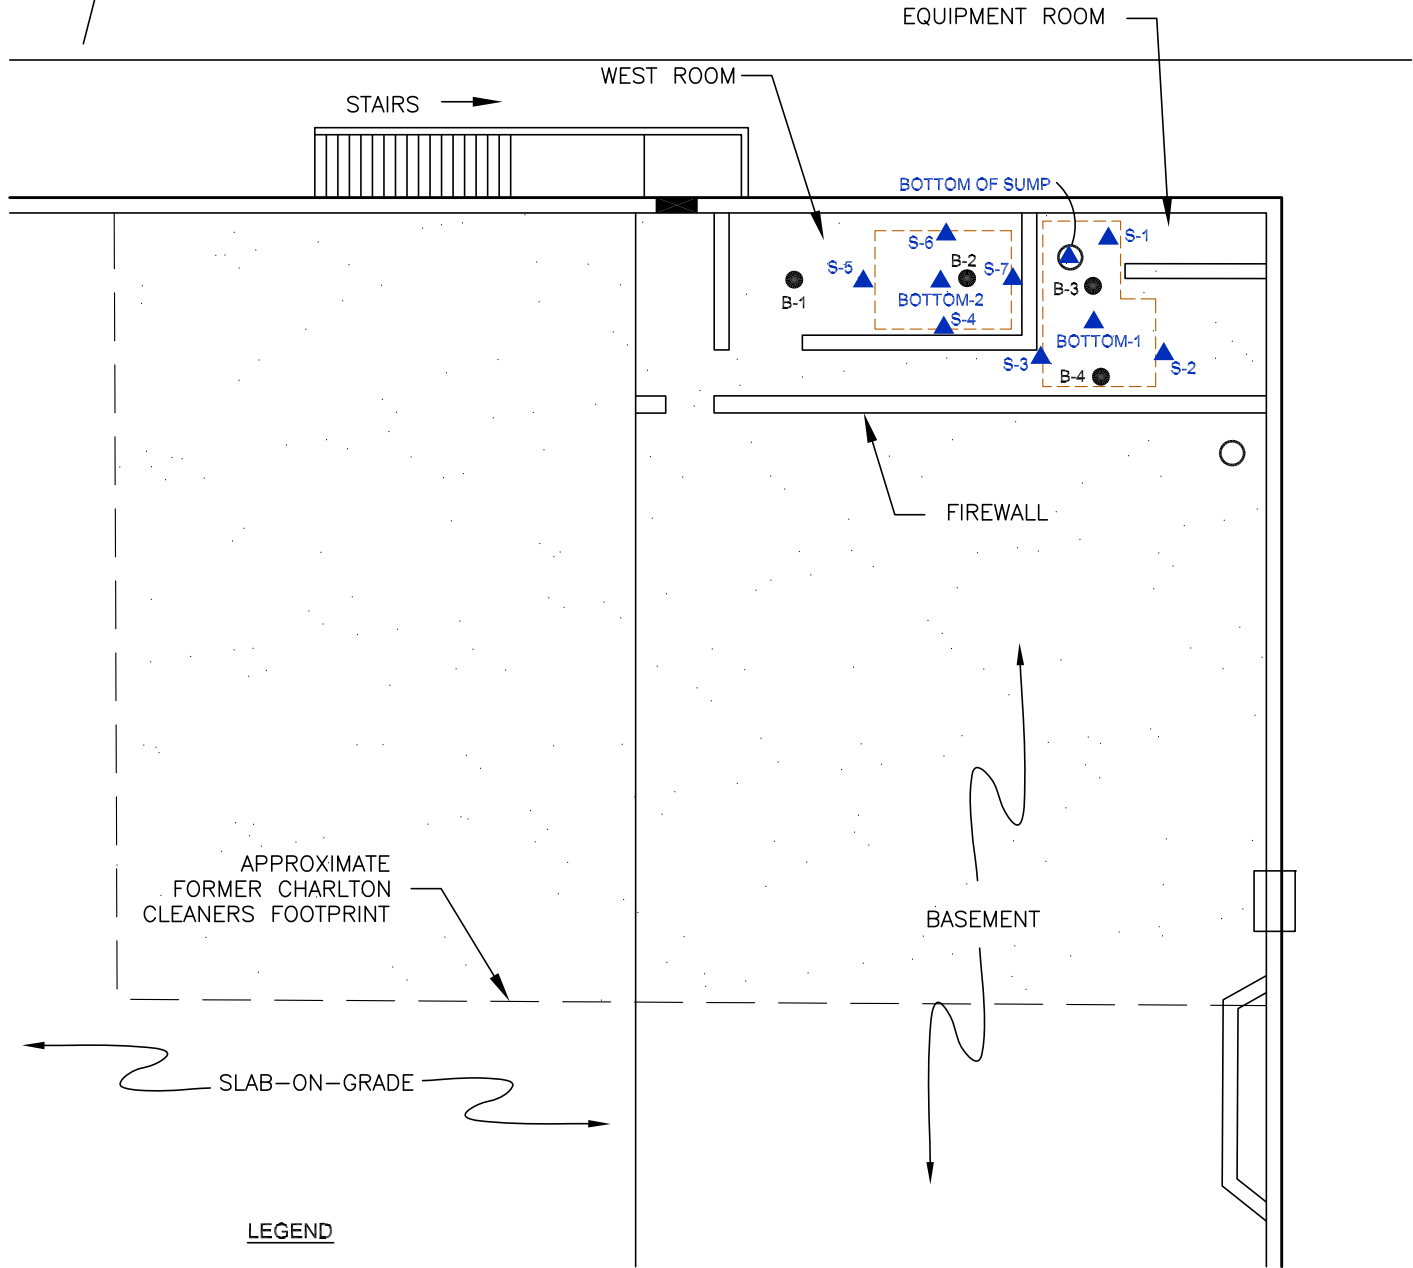 EQUIPMENT ROOM
WEST ROOM
STAIRS
BOTTOM OF SUMP
S-6
S-1
B-2
S-5
S-7
B-3
B-1
BOTTOM-2
S-4
BOTTOM-1
S-3
S-2
B-4
FIREWALL
APPROXIMATE
FORMER CHARLTON
CLEANERS FOOTPRINT
BASEMENT
SLAB-ON-GRADE
LEGEND